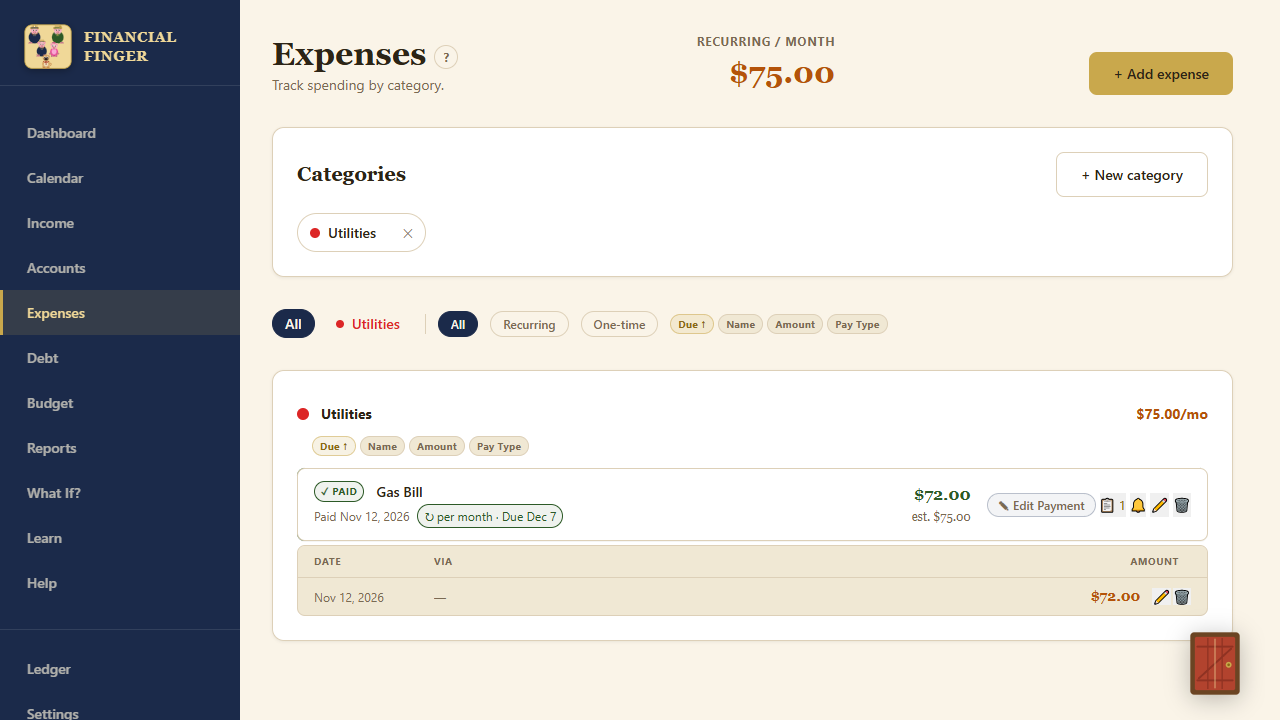 FINANCIAL
FINGER
Dashboard
Calendar
Income
Accounts
Expenses
Debt
Budget
Reports
What If?
Learn
Help
Ledger
Settings
Expenses ?
Track spending by category.
RECURRING / MONTH
$75.00
+ Add expense
Categories
+ New category
Utilities ×
All Utilities All Recurring One-time Due ↑ Name Amount Pay Type
Utilities $75.00/mo
Due ↑ Name Amount Pay Type
✓ PAID Gas Bill
Paid Nov 12, 2026 ↻ per month · Due Dec 7
$72.00
est. $75.00
✎ Edit Payment 📋 1 🔔 ✏️ 🗑️
DATE VIA AMOUNT
Nov 12, 2026 — $72.00 ✏️ 🗑️